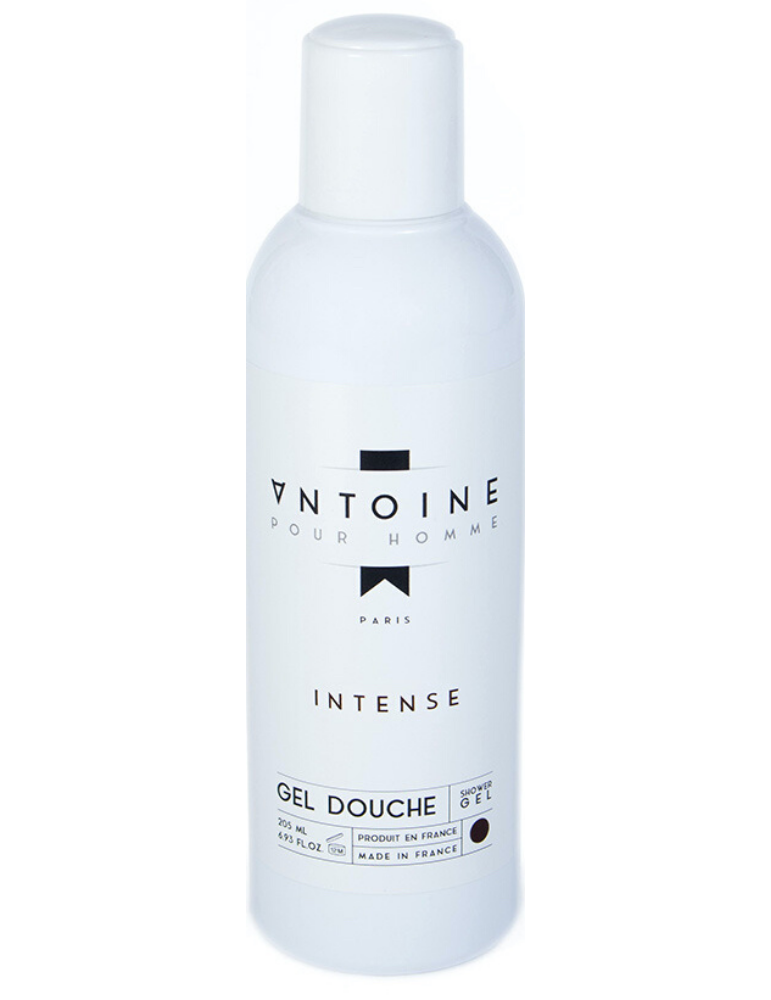 ANTOINE
POUR HOMME
PARIS
INTENSE
GEL DOUCHE
SHOWER
GEL
205 ML
6.93 FL.OZ.
12M
PRODUIT EN FRANCE
MADE IN FRANCE